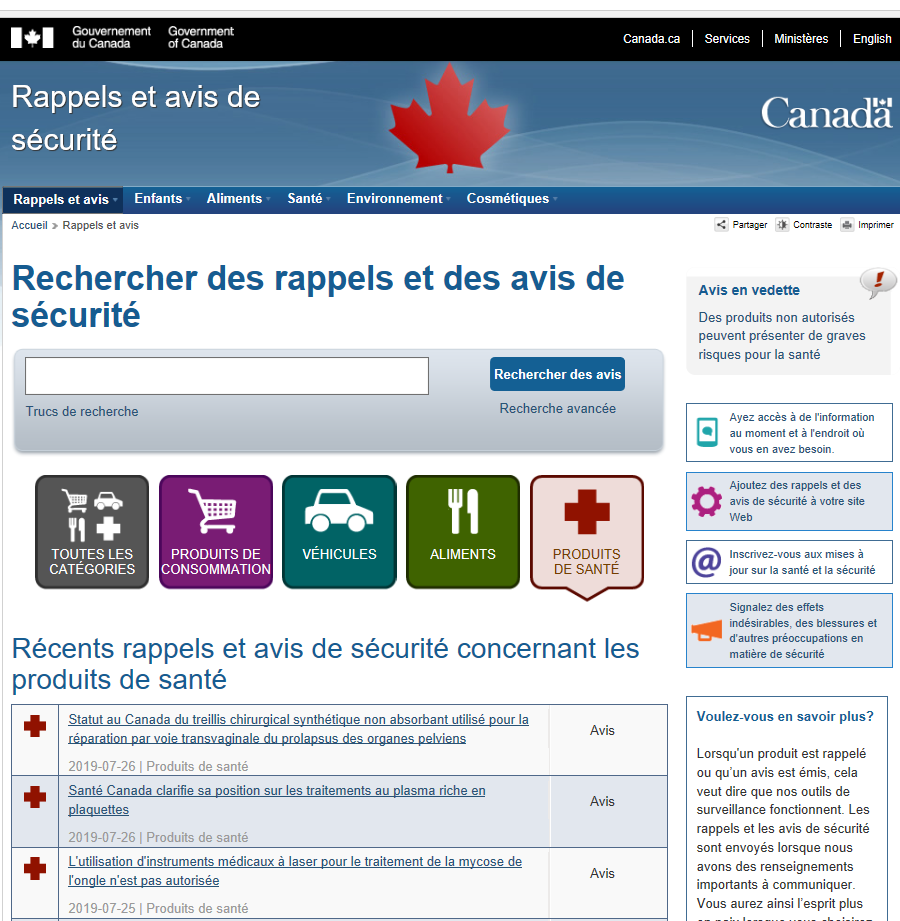 Gouvernement du Canada
Government of Canada
Canada.ca
Services
Ministères
English
Rappels et avis de
sécurité
Canada
Rappels et avis
Enfants
Aliments
Santé
Environnement
Cosmétiques
Accueil » Rappels et avis
Partager
Contraste
Imprimer
Rechercher des rappels et des avis de
sécurité
Rechercher des avis
Trucs de recherche
Recherche avancée
TOUTES LES
CATÉGORIES
PRODUITS DE
CONSOMMATION
VÉHICULES
ALIMENTS
PRODUITS
DE SANTÉ
Récents rappels et avis de sécurité concernant les
produits de santé
Statut au Canada du treillis chirurgical synthétique non absorbant utilisé pour la
réparation par voie transvaginale du prolapsus des organes pelviens
2019-07-26 | Produits de santé
Avis
Santé Canada clarifie sa position sur les traitements au plasma riche en
plaquettes
2019-07-26 | Produits de santé
Avis
L'utilisation d'instruments médicaux à laser pour le traitement de la mycose de
l'ongle n'est pas autorisée
2019-07-25 | Produits de santé
Avis
Avis en vedette
Des produits non autorisés
peuvent présenter de graves
risques pour la santé
Ayez accès à de l'information
au moment et à l'endroit où
vous en avez besoin.
Ajoutez des rappels et des
avis de sécurité à votre site
Web
Inscrivez-vous aux mises à
jour sur la santé et la sécurité
Signalez des effets
indésirables, des blessures et
d'autres préoccupations en
matière de sécurité
Voulez-vous en savoir plus?
Lorsqu'un produit est rappelé
ou qu'un avis est émis, cela
veut dire que nos outils de
surveillance fonctionnent. Les
rappels et les avis de sécurité
sont envoyés lorsque nous
avons des renseignements
importants à communiquer.
Vous aurez ainsi l'esprit plus